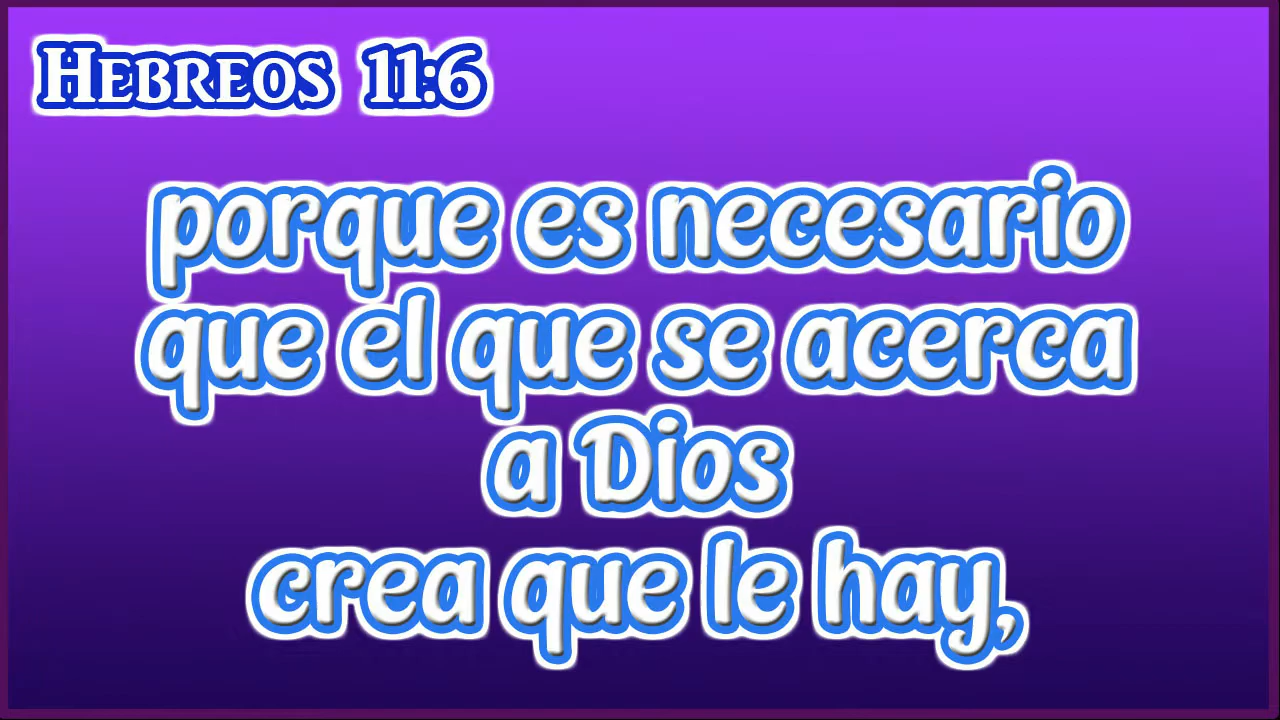 Hebreos 11:6
porque es necesario
que el que se acerca
a Dios
crea que le hay,